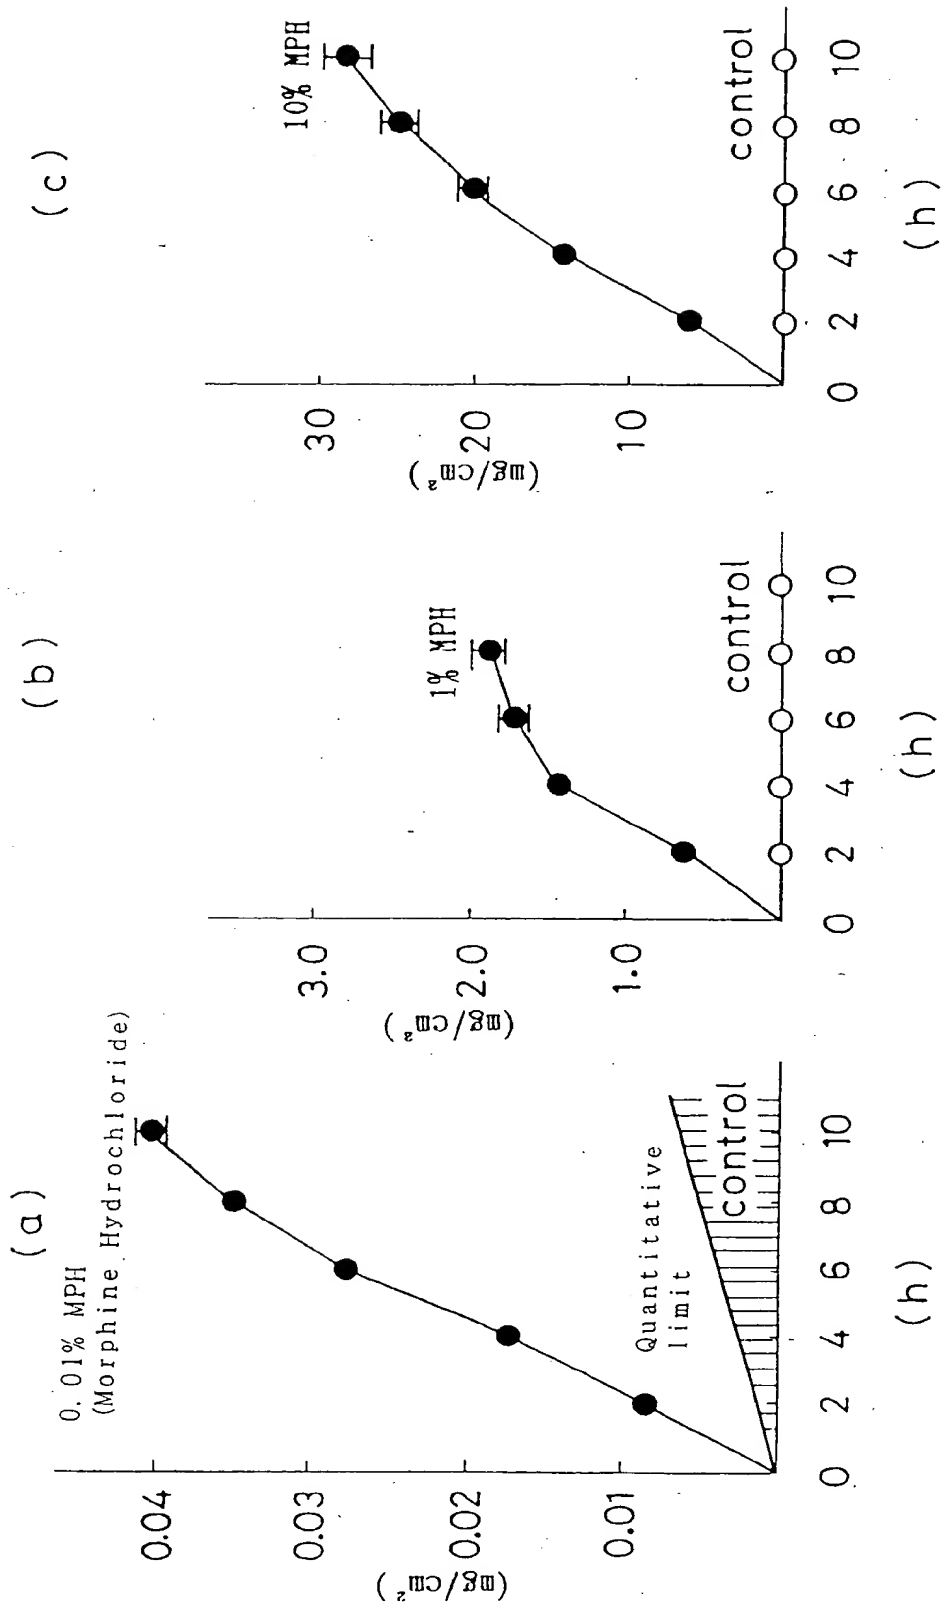 (a)
0.01% MPH
(Morphine Hydrochloride)
0.04
0.03
0.02
0.01
(mg/cm²)
Quantitative
limit
control
0 2 4 6 8 10
(h)
(b)
1% MPH
3.0
2.0
1.0
(mg/cm²)
control
0 2 4 6 8 10
(h)
(c)
10% MPH
30
20
10
(mg/cm²)
control
0 2 4 6 8 10
(h)